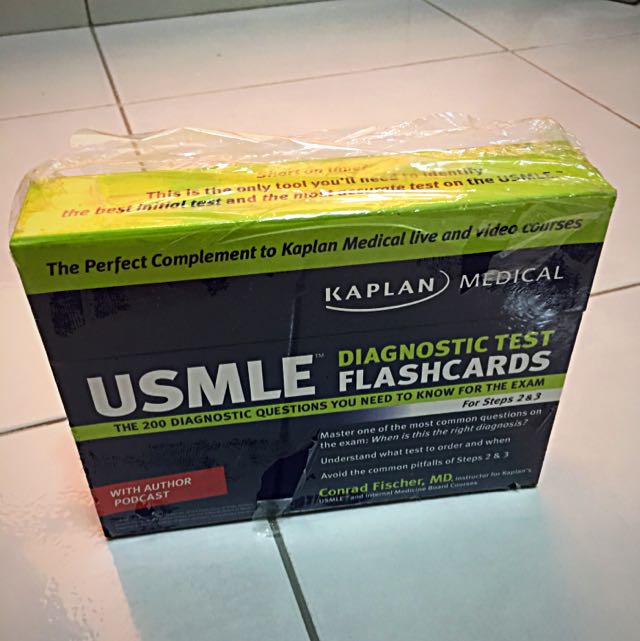 Short on time?
This is the only tool you'll need to identify
the best initial test and the most accurate test on the USMLE™
The Perfect Complement to Kaplan Medical live and video courses
KAPLAN MEDICAL
USMLE™ DIAGNOSTIC TEST
FLASHCARDS
THE 200 DIAGNOSTIC QUESTIONS YOU NEED TO KNOW FOR THE EXAM
For Steps 2 & 3
Master one of the most common questions on
the exam: When is this the right diagnosis?
Understand what test to order and when
Avoid the common pitfalls of Steps 2 & 3
Conrad Fischer, MD, Instructor for Kaplan's
USMLE™ and Internal Medicine Board Courses
WITH AUTHOR
PODCAST